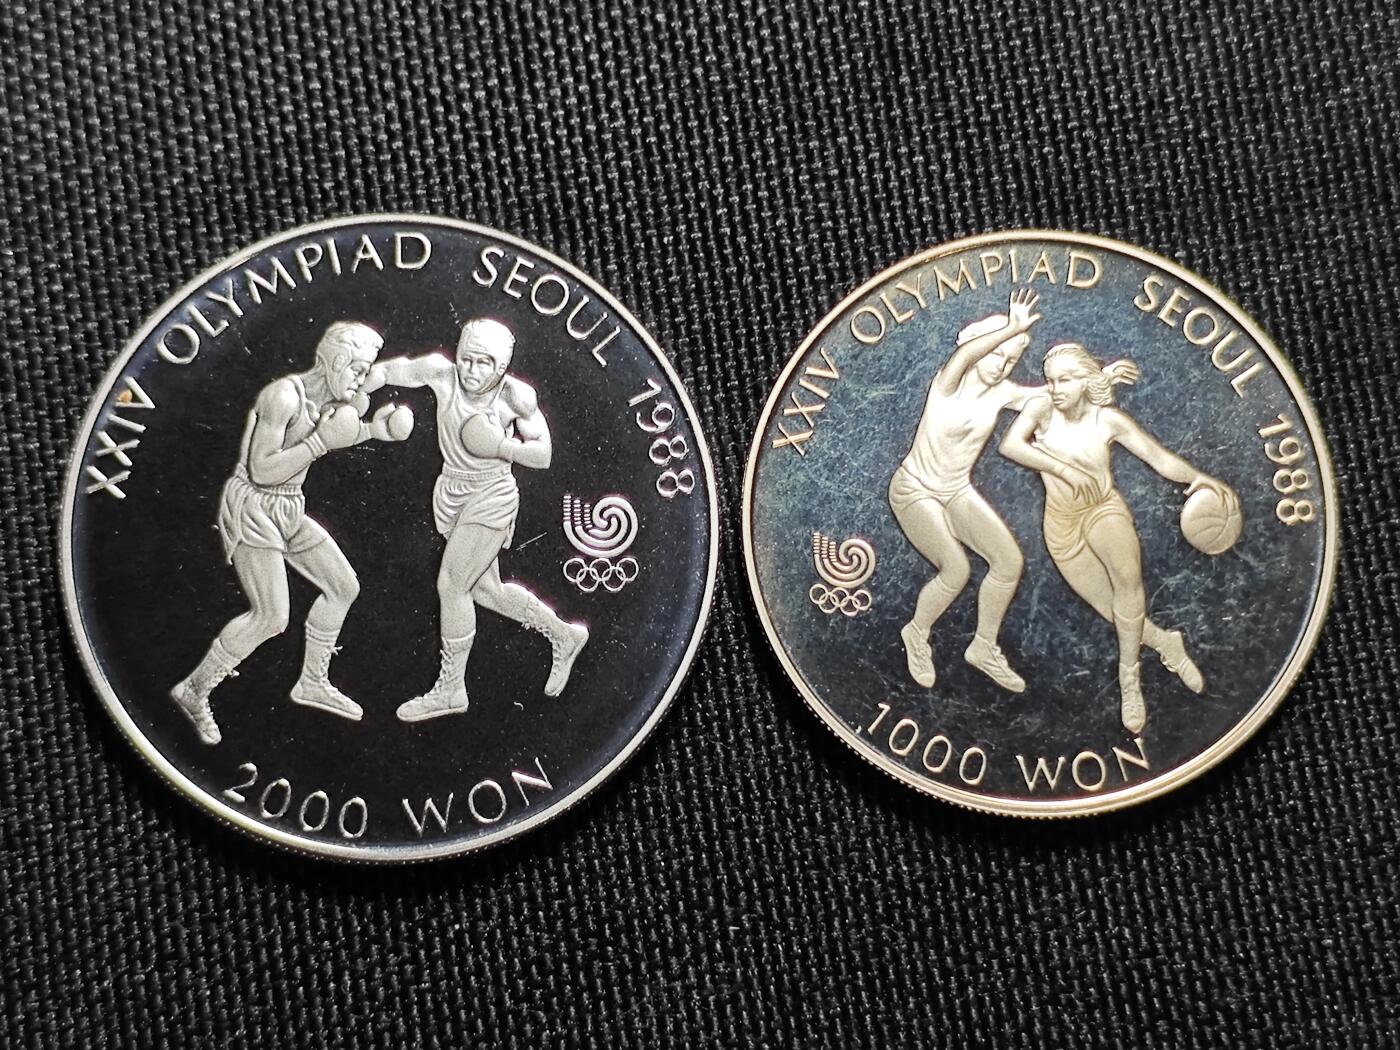 XXIV OLYMPIAD SEOUL 1988
2000 WON
XXIV OLYMPIAD SEOUL 1988
1000 WON